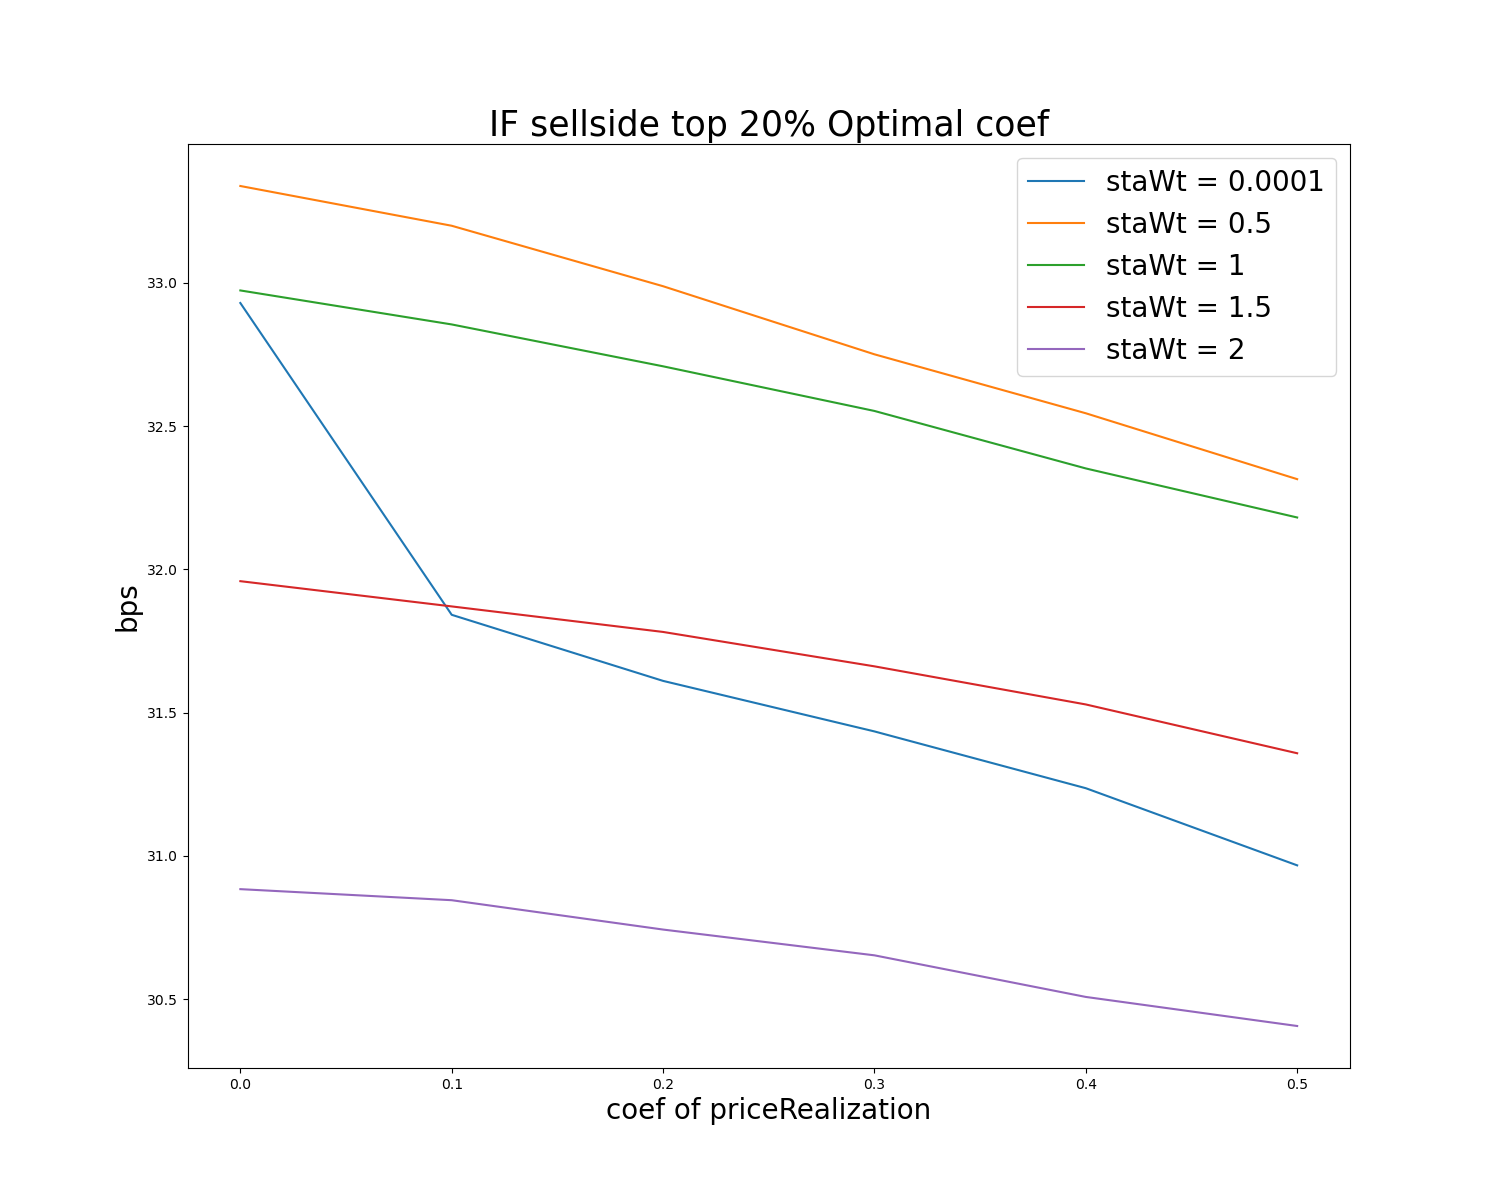 IF sellside top 20% Optimal coef
staWt = 0.0001
staWt = 0.5
staWt = 1
staWt = 1.5
staWt = 2
33.0
32.5
32.0
31.5
31.0
30.5
bps
0.0 0.1 0.2 0.3 0.4 0.5
coef of priceRealization